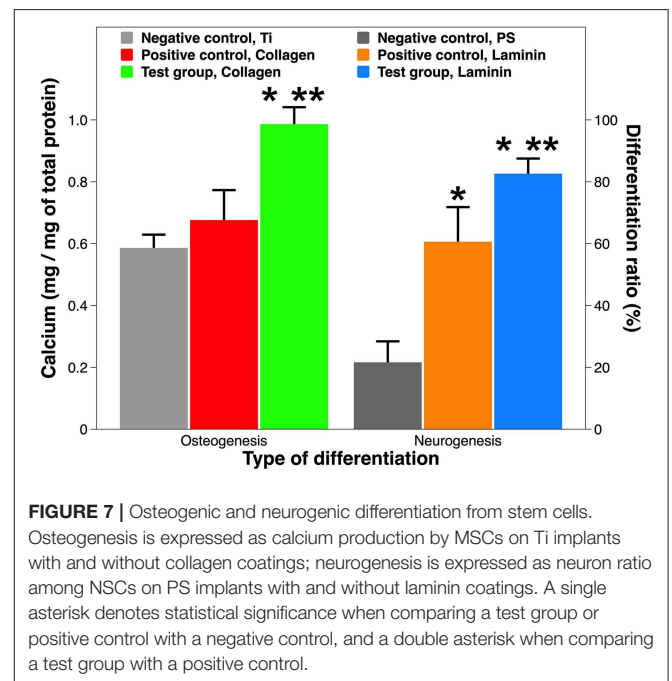 Negative control, Ti
Positive control, Collagen
Test group, Collagen
Negative control, PS
Positive control, Laminin
Test group, Laminin
* **
* **
*
Calcium (mg / mg of total protein)
1.0
0.8
0.6
0.4
0.2
0
Differentiation ratio (%)
100
80
60
40
20
0
Osteogenesis
Neurogenesis
Type of differentiation
FIGURE 7 | Osteogenic and neurogenic differentiation from stem cells.
Osteogenesis is expressed as calcium production by MSCs on Ti implants
with and without collagen coatings; neurogenesis is expressed as neuron ratio
among NSCs on PS implants with and without laminin coatings. A single
asterisk denotes statistical significance when comparing a test group or
positive control with a negative control, and a double asterisk when comparing
a test group with a positive control.